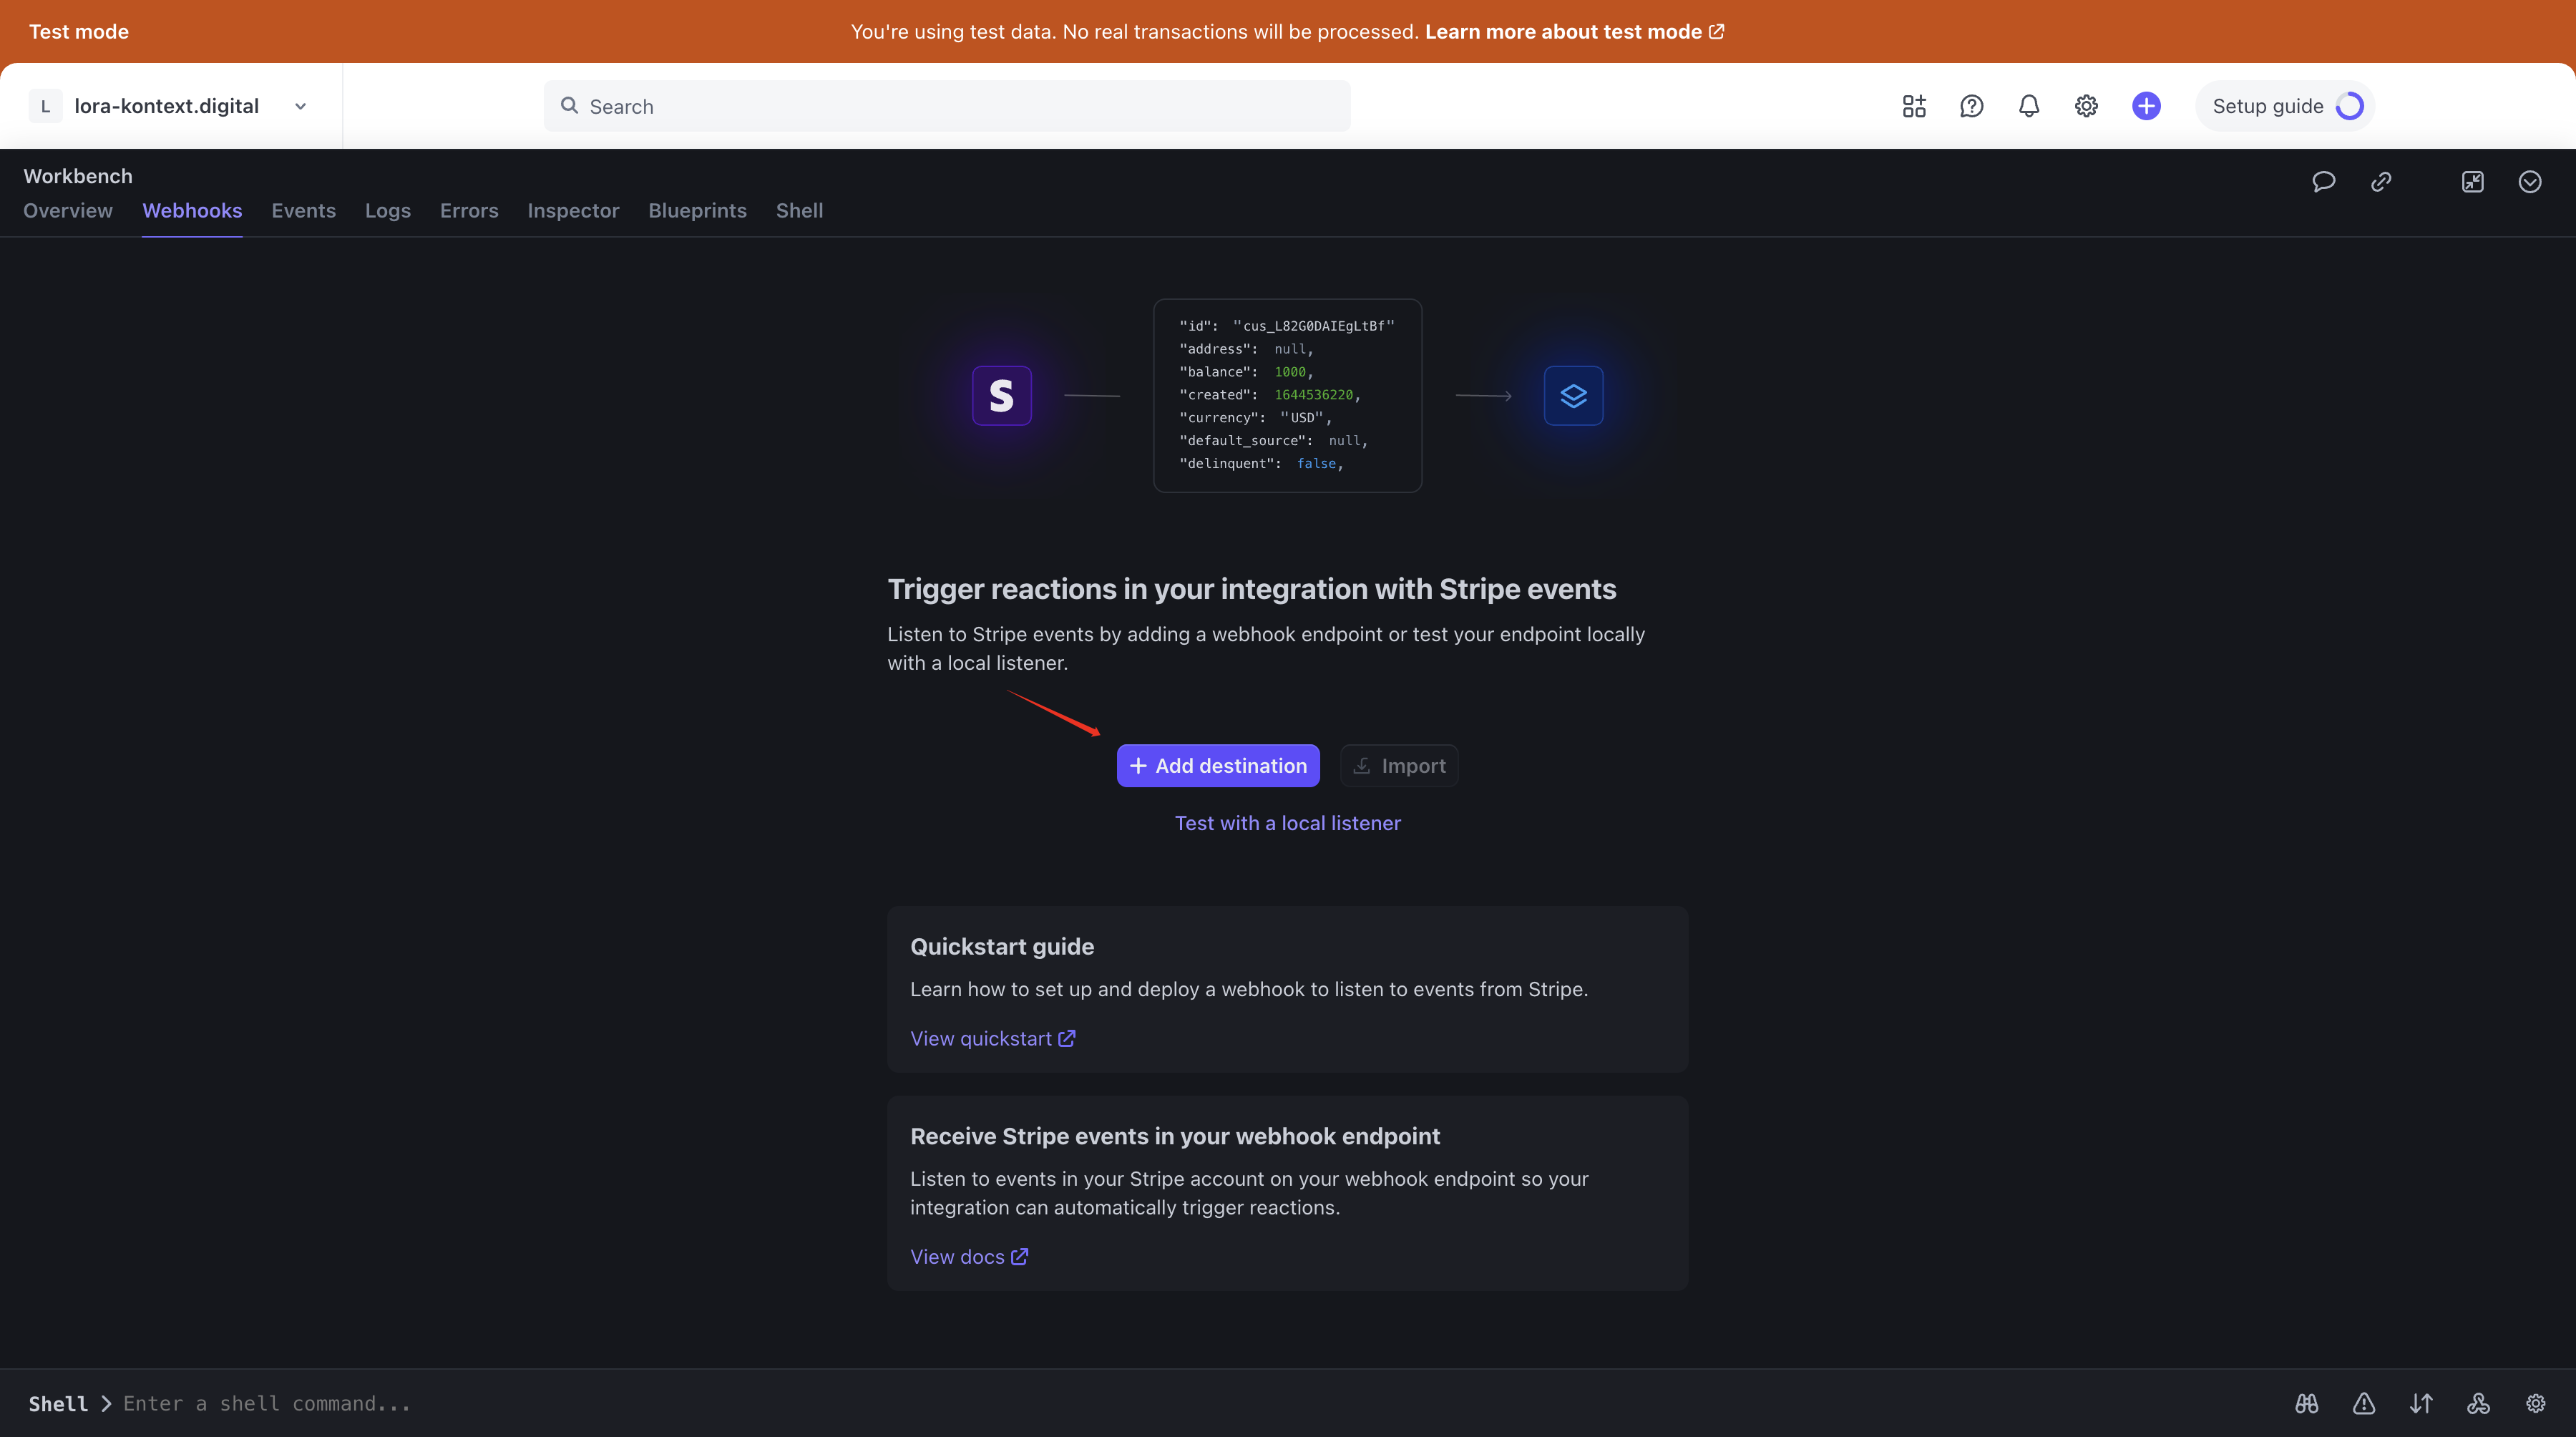 Test mode
You're using test data. No real transactions will be processed. Learn more about test mode
L lora-kontext.digital
Search
Setup guide
Workbench
Overview Webhooks Events Logs Errors Inspector Blueprints Shell
"id": "cus_L82G0DAIEgLtBf"
"address": null,
"balance": 1000,
"created": 1644536220,
"currency": "USD",
"default_source": null,
"delinquent": false,
S
Trigger reactions in your integration with Stripe events
Listen to Stripe events by adding a webhook endpoint or test your endpoint locally
with a local listener.
Add destination
Import
Test with a local listener
Quickstart guide
Learn how to set up and deploy a webhook to listen to events from Stripe.
View quickstart
Receive Stripe events in your webhook endpoint
Listen to events in your Stripe account on your webhook endpoint so your
integration can automatically trigger reactions.
View docs
Shell > Enter a shell command...